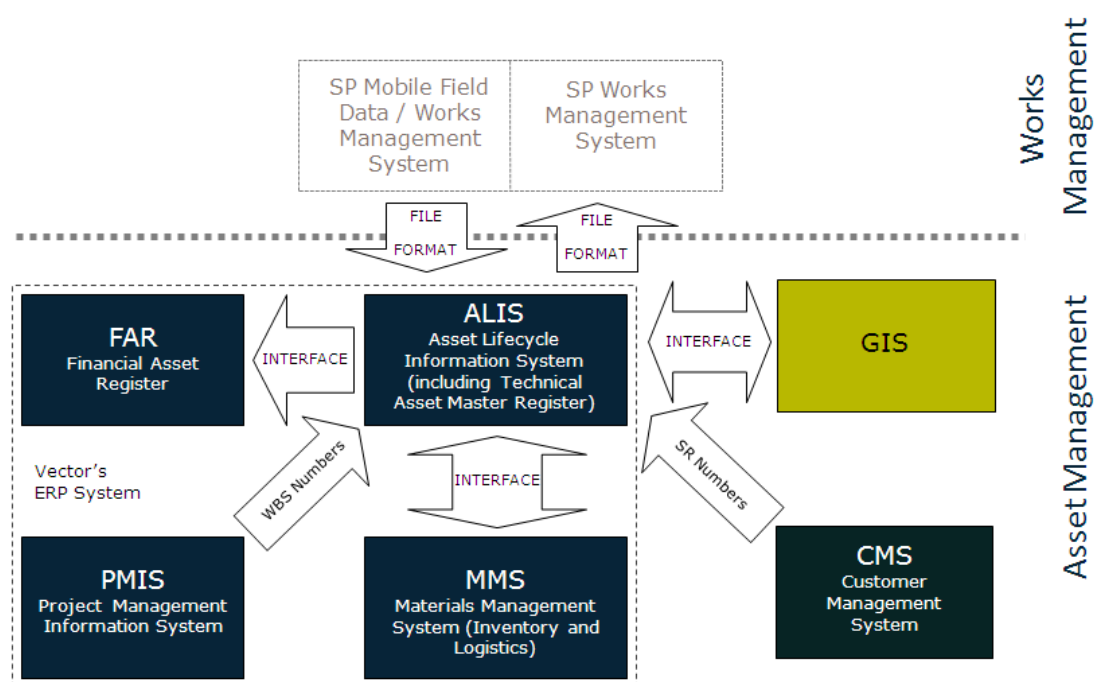 SP Mobile Field
Data / Works
Management
System
SP Works
Management
System
Works
Management
FILE
FORMAT
FILE
FORMAT
FAR
Financial Asset
Register
INTERFACE
ALIS
Asset Lifecycle
Information System
(including Technical
Asset Master Register)
INTERFACE
GIS
Asset Management
Vector's
ERP System
WBS Numbers
INTERFACE
SR Numbers
PMIS
Project Management
Information System
MMS
Materials Management
System (Inventory and
Logistics)
CMS
Customer
Management
System